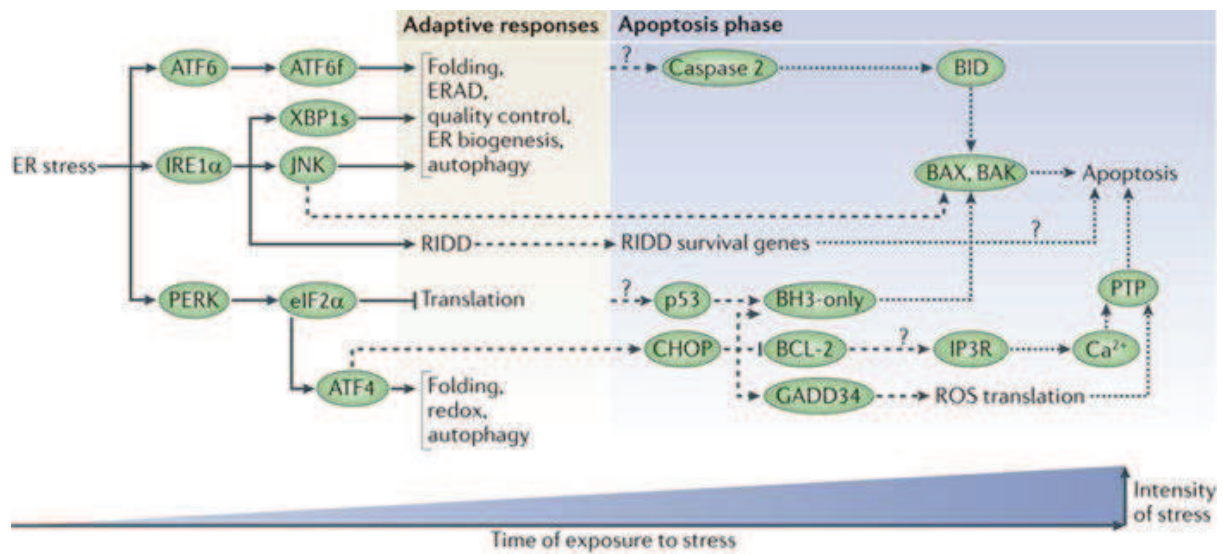 Adaptive responses
Apoptosis phase
ATF6
ATF6f
Folding,
ERAD,
quality control,
ER biogenesis,
autophagy
?
Caspase 2
BID
XBP1s
ER stress
IRE1α
JNK
BAX, BAK
Apoptosis
RIDD
RIDD survival genes
?
PERK
eIF2α
Translation
?
p53
BH3-only
PTP
CHOP
BCL-2
?
IP3R
Ca²⁺
ATF4
Folding,
redox,
autophagy
GADD34
ROS translation
Intensity
of stress
Time of exposure to stress